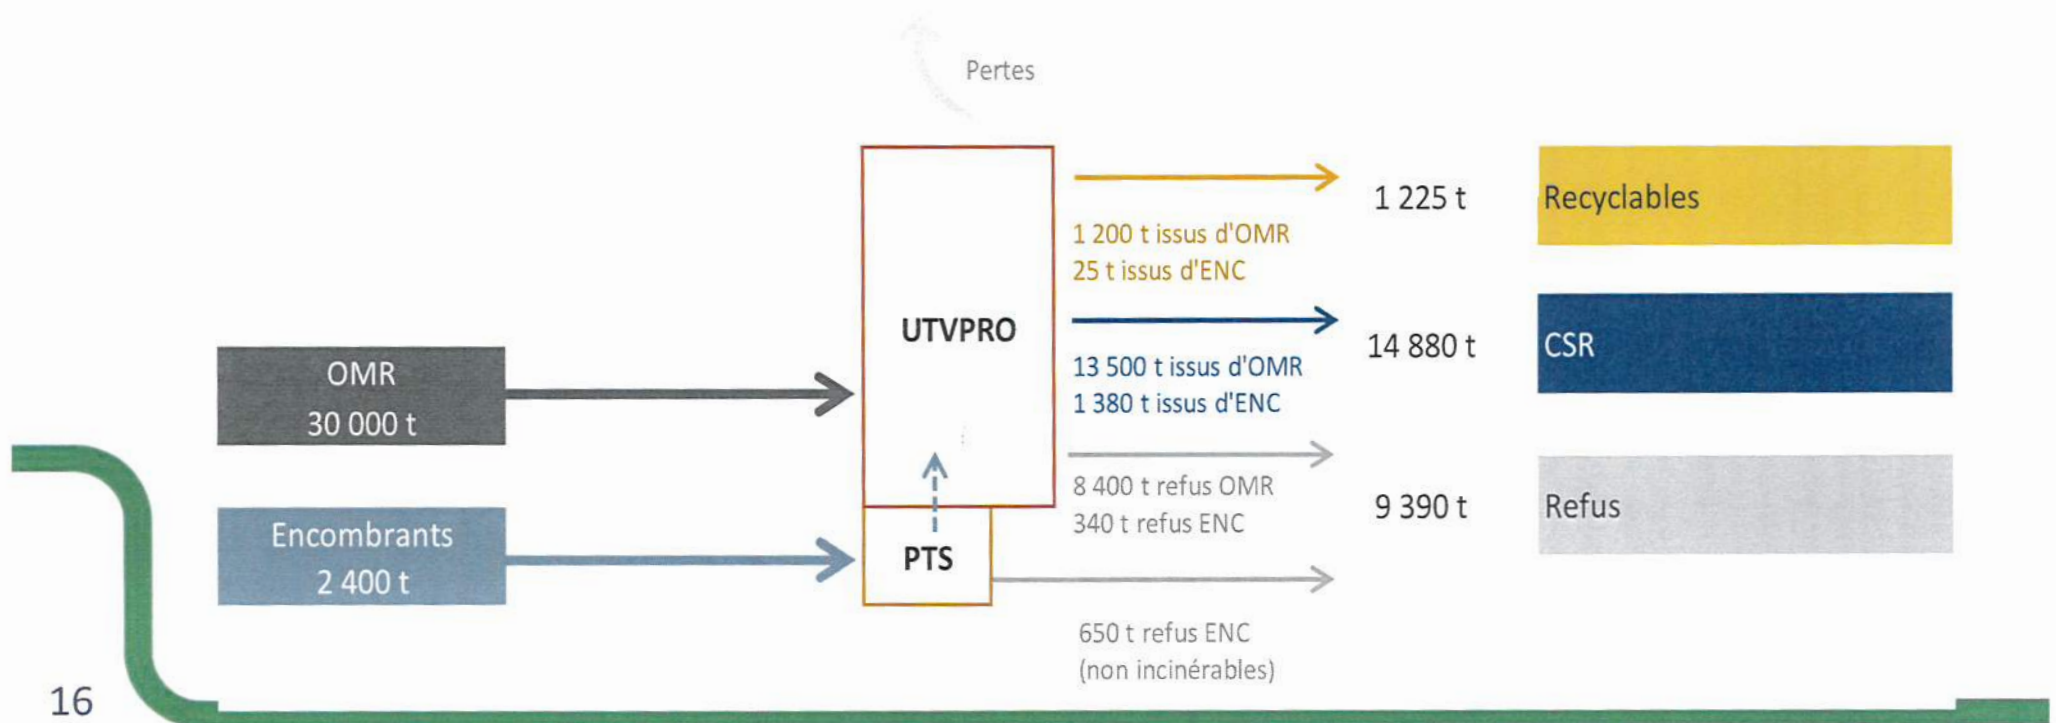 Pertes
1 225 t
Recyclables
1 200 t issus d'OMR
25 t issus d'ENC
UTVPRO
14 880 t
CSR
13 500 t issus d'OMR
1 380 t issus d'ENC
OMR
30 000 t
8 400 t refus OMR
340 t refus ENC
9 390 t
Refus
Encombrants
2 400 t
PTS
650 t refus ENC
(non incinérables)
16